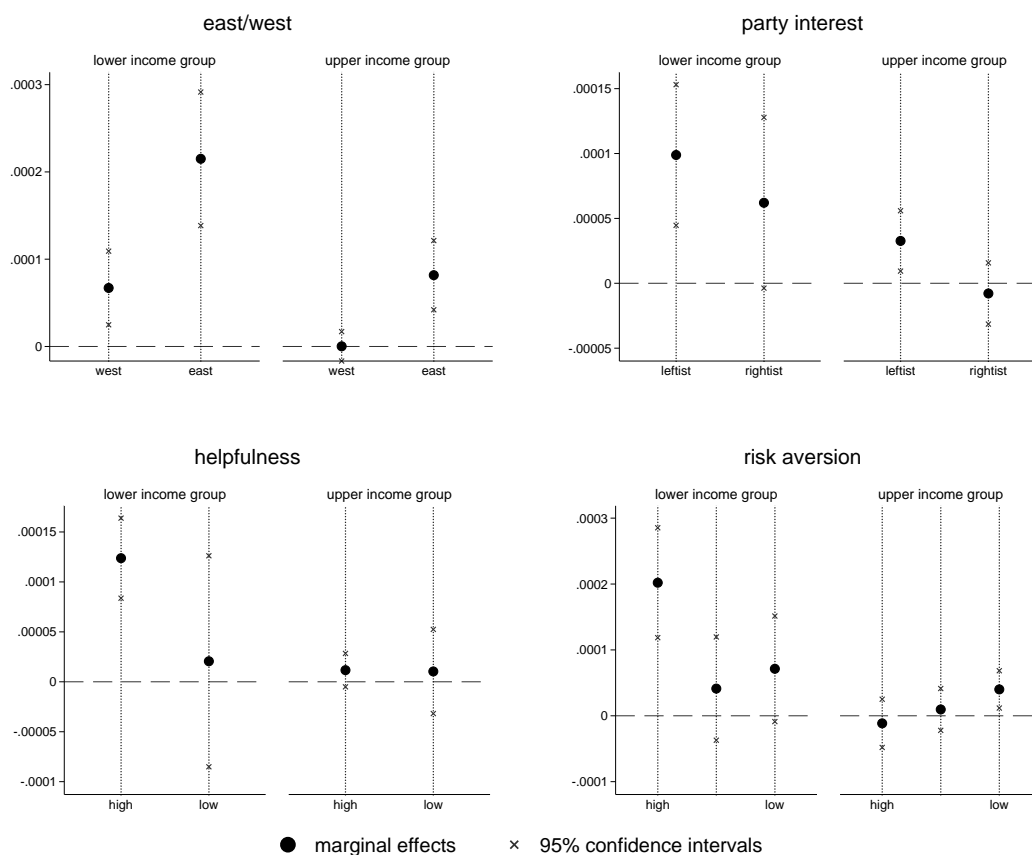 east/west
lower income group
upper income group
.0003
.0002
.0001
0
west
east
west
east
party interest
lower income group
upper income group
.00015
.0001
.00005
0
-.00005
leftist
rightist
leftist
rightist
helpfulness
lower income group
upper income group
.00015
.0001
.00005
0
-.00005
-.0001
high
low
high
low
risk aversion
lower income group
upper income group
.0003
.0002
.0001
0
-.0001
high
low
high
low
marginal effects
95% confidence intervals